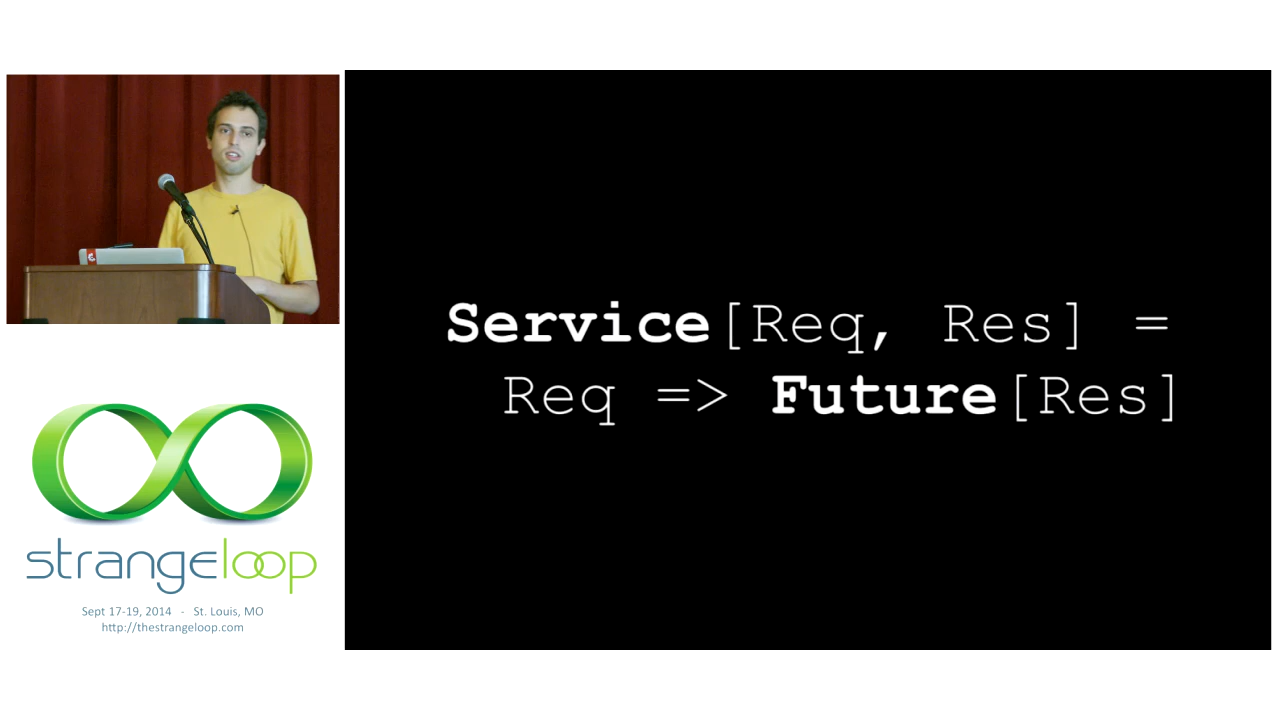 Service[Req, Res] =
Req => Future[Res]
strangeloop
Sept 17-19, 2014 - St. Louis, MO
http://thestrangeloop.com